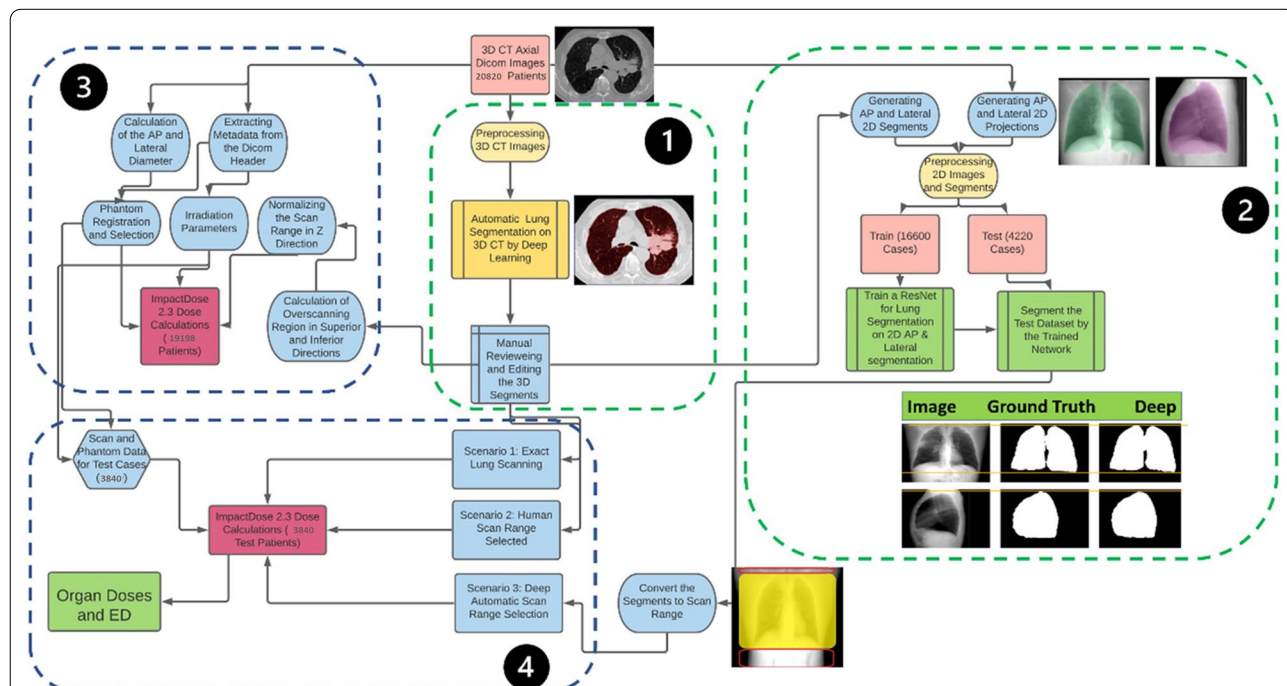 3D CT Axial
Dicom Images
20820 Patients
3
Calculation
of the AP and
Lateral
Diameter
Extracting
Metadata from
the Dicom
Header
Phantom
Registration
and Selection
Irradiation
Parameters
Normalizing
the Scan
Range in Z
Direction
ImpactDose
2.3 Dose
Calculations
( 19198
Patients)
Calculation of
Overscanning
Region in Superior
and Inferior
Directions
1
Preprocessing
3D CT Images
Automatic Lung
Segmentation on
3D CT by Deep
Learning
Manual
Revieweing
and Editing
the 3D
Segments
2
Generating
AP and Lateral
2D Segments
Generating AP
and Lateral 2D
Projections
Preprocessing
2D Images
and Segments
Train (16600
Cases)
Test (4220
Cases)
Train a ResNet
for Lung
Segmentation
on 2D AP &
Lateral
segmentation
Segment the
Test Dataset by
the Trained
Network
Image Ground Truth Deep
Scan and
Phantom Data
for Test Cases
(3840)
Scenario 1: Exact
Lung Scanning
ImpactDose 2.3 Dose
Calculations ( 3840
Test Patients)
Scenario 2: Human
Scan Range
Selected
Scenario 3: Deep
Automatic Scan
Range Selection
Organ Doses
and ED
Convert the
Segments to Scan
Range
4